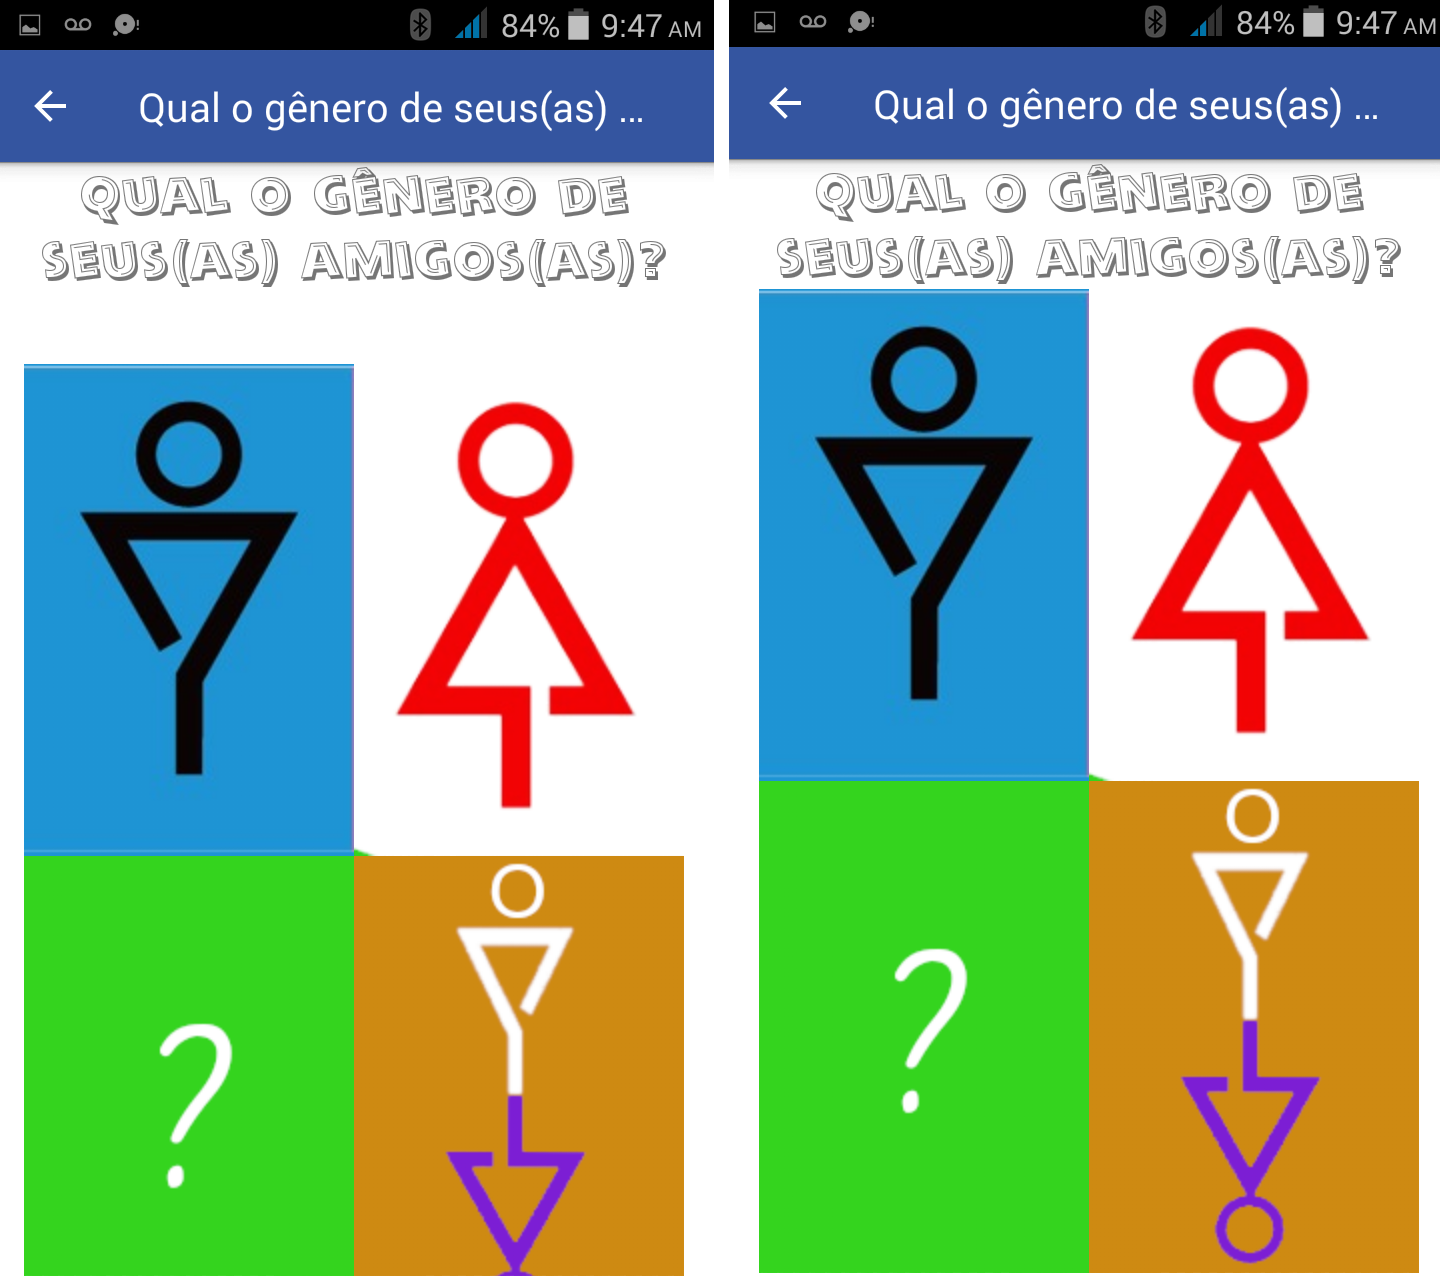 84% 9:47 AM
Qual o gênero de seus(as) ...
QUAL O GÊNERO DE
SEUS(AS) AMIGOS(AS)?
?
84% 9:47 AM
Qual o gênero de seus(as) ...
QUAL O GÊNERO DE
SEUS(AS) AMIGOS(AS)?
?